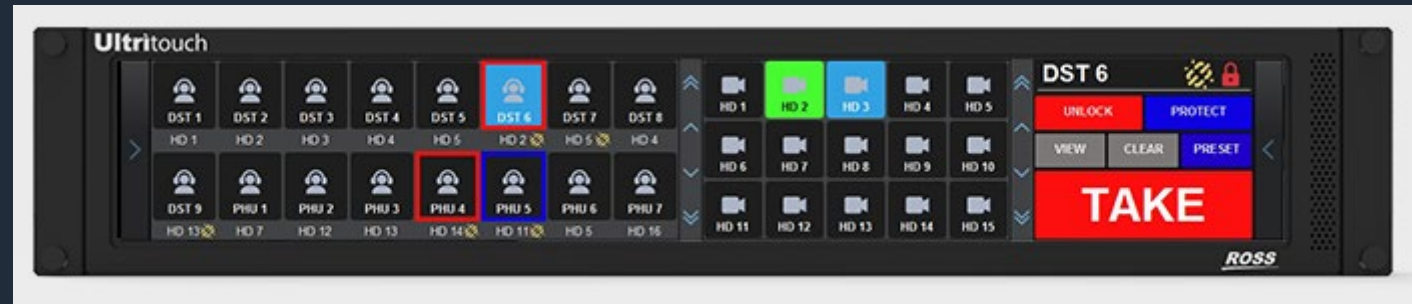 Ultritouch
DST 1 DST 2 DST 3 DST 4 DST 5 DST 6 DST 7 DST 8
HD 1 HD 2 HD 3 HD 4 HD 5 HD 2 HD 5 HD 4
DST 9 PHU 1 PHU 2 PHU 3 PHU 4 PHU 5 PHU 6 PHU 7
HD 13 HD 7 HD 12 HD 13 HD 14 HD 11 HD 5 HD 16
HD 1 HD 2 HD 3 HD 4 HD 5
HD 6 HD 7 HD 8 HD 9 HD 10
HD 11 HD 12 HD 13 HD 14 HD 15
DST 6
UNLOCK PROTECT
VIEW CLEAR PRESET
TAKE
ROSS